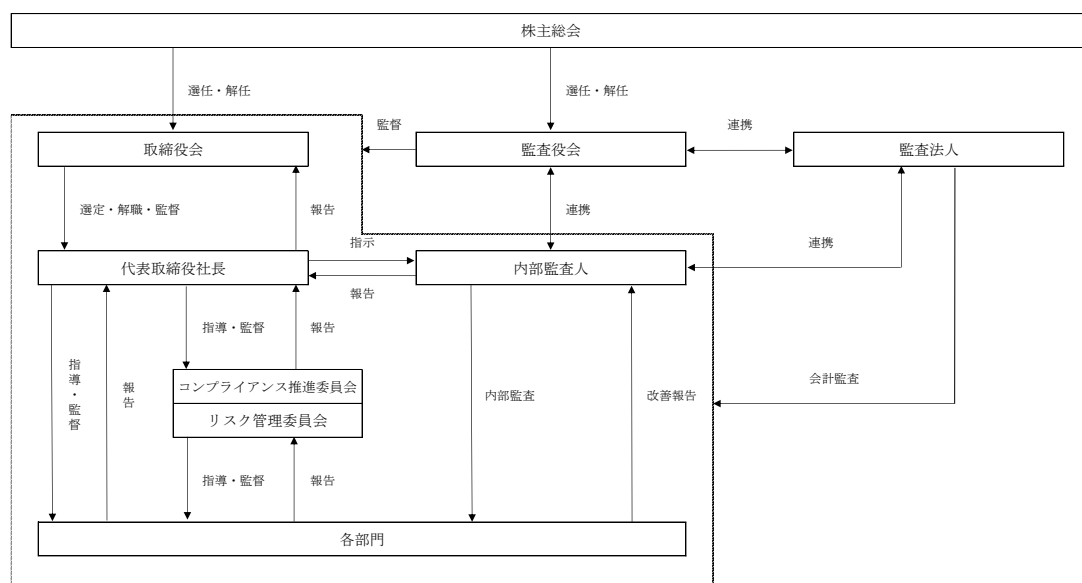 株主総会
選任・解任
選任・解任
監督
連携
取締役会
監査役会
監査法人
選定・解職・監督
報告
連携
指示
連携
代表取締役社長
内部監査人
報告
指導・監督
報告
指導・監督
報告
コンプライアンス推進委員会
リスク管理委員会
内部監査
改善報告
会計監査
指導・監督
報告
各部門